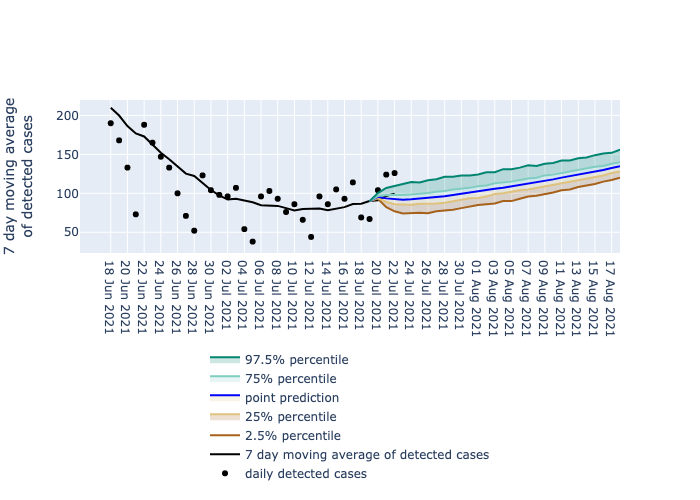 7 day moving average
of detected cases
200
150
100
50
18 Jun 2021
20 Jun 2021
22 Jun 2021
24 Jun 2021
26 Jun 2021
28 Jun 2021
30 Jun 2021
02 Jul 2021
04 Jul 2021
06 Jul 2021
08 Jul 2021
10 Jul 2021
12 Jul 2021
14 Jul 2021
16 Jul 2021
18 Jul 2021
20 Jul 2021
22 Jul 2021
24 Jul 2021
26 Jul 2021
28 Jul 2021
30 Jul 2021
01 Aug 2021
03 Aug 2021
05 Aug 2021
07 Aug 2021
09 Aug 2021
11 Aug 2021
13 Aug 2021
15 Aug 2021
17 Aug 2021
97.5% percentile
75% percentile
point prediction
25% percentile
2.5% percentile
7 day moving average of detected cases
daily detected cases